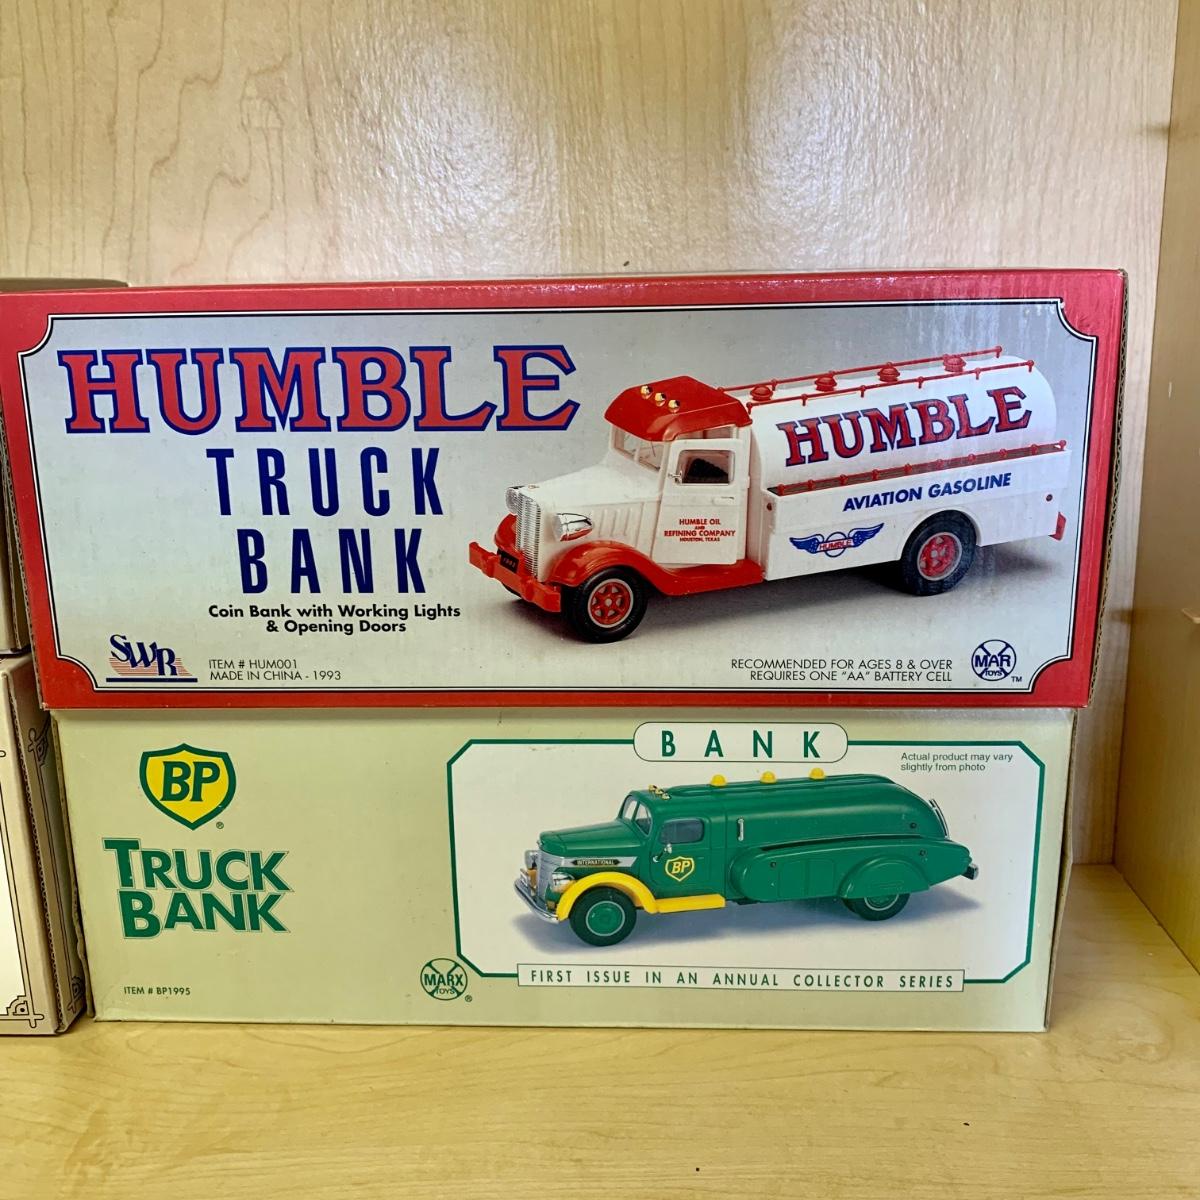 HUMBLE
TRUCK
BANK
Coin Bank with Working Lights
& Opening Doors
SWR
ITEM # HUM001
MADE IN CHINA - 1993
HUMBLE
AVIATION GASOLINE
HUMBLE
HUMBLE OIL
AND
REFINING COMPANY
HOUSTON, TEXAS
RECOMMENDED FOR AGES 8 & OVER
REQUIRES ONE "AA" BATTERY CELL
MAR
TOYS
TM
BP
®
TRUCK
BANK
ITEM # BP1995
BANK
Actual product may vary
slightly from photo
INTERNATIONAL
BP
MARX
TOYS
®
FIRST ISSUE IN AN ANNUAL COLLECTOR SERIES